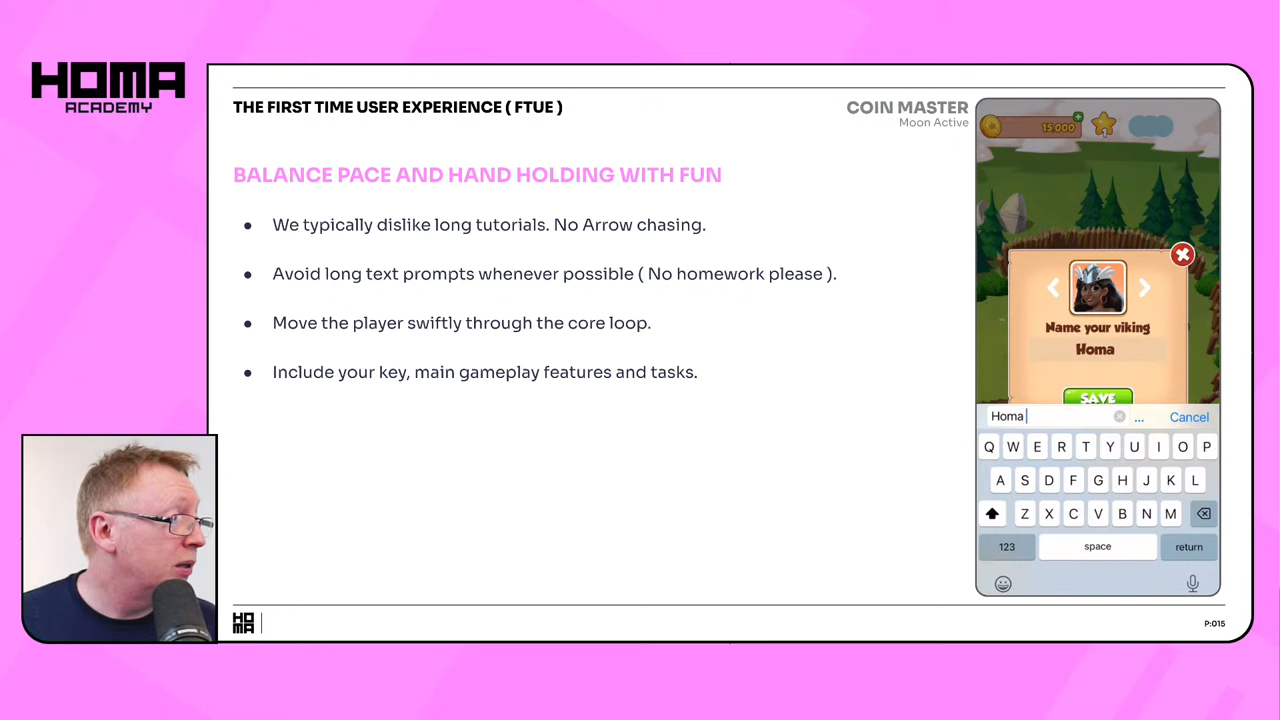 HOMA
ACADEMY
THE FIRST TIME USER EXPERIENCE ( FTUE )
COIN MASTER
Moon Active
BALANCE PACE AND HAND HOLDING WITH FUN
● We typically dislike long tutorials. No Arrow chasing.
● Avoid long text prompts whenever possible ( No homework please ).
● Move the player swiftly through the core loop.
● Include your key, main gameplay features and tasks.
15 000
1
Name your viking
Homa
SAVE
Homa
... Cancel
Q W E R T Y U I O P
A S D F G H J K L
Z X C V B N M
123 space return
HO
MA
P:015